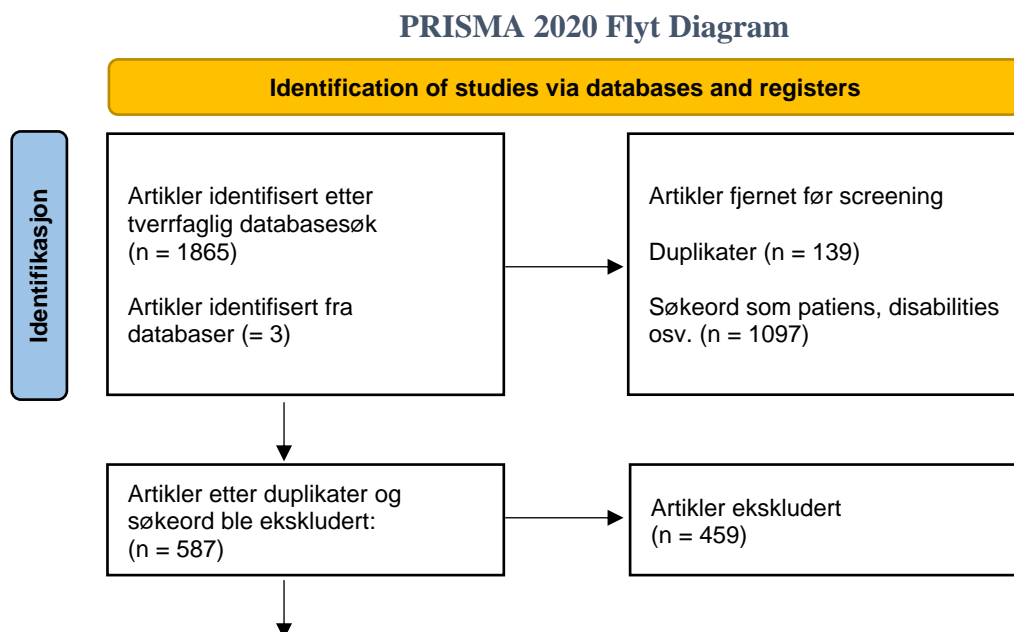 PRISMA 2020 Flyt Diagram
Identification of studies via databases and registers
Identifikasjon
Artikler identifisert etter
tverrfaglig databasesøk
(n = 1865)
Artikler identifisert fra
databaser (= 3)
Artikler fjernet før screening
Duplikater (n = 139)
Søkeord som patiens, disabilities
osv. (n = 1097)
Artikler etter duplikater og
søkeord ble ekskludert:
(n = 587)
Artikler ekskludert
(n = 459)